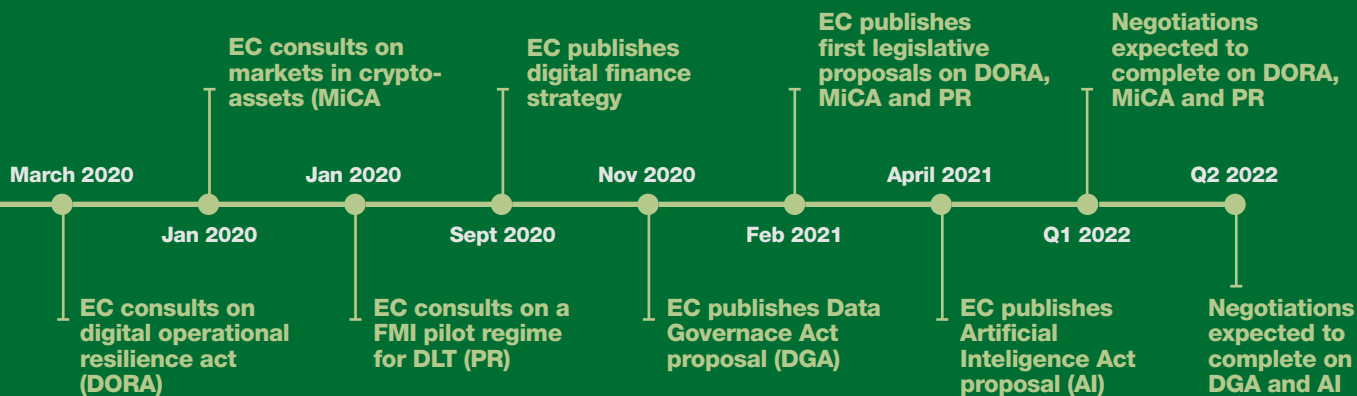 March 2020
EC consults on
digital operational
resilience act
(DORA)
EC consults on
markets in crypto-
assets (MiCA
Jan 2020
Jan 2020
EC consults on a
FMI pilot regime
for DLT (PR)
EC publishes
digital finance
strategy
Sept 2020
Nov 2020
EC publishes Data
Governace Act
proposal (DGA)
EC publishes
first legislative
proposals on DORA,
MiCA and PR
Feb 2021
April 2021
EC publishes
Artificial
Inteligence Act
proposal (AI)
Negotiations
expected to
complete on DORA,
MiCA and PR
Q1 2022
Q2 2022
Negotiations
expected to
complete on
DGA and AI